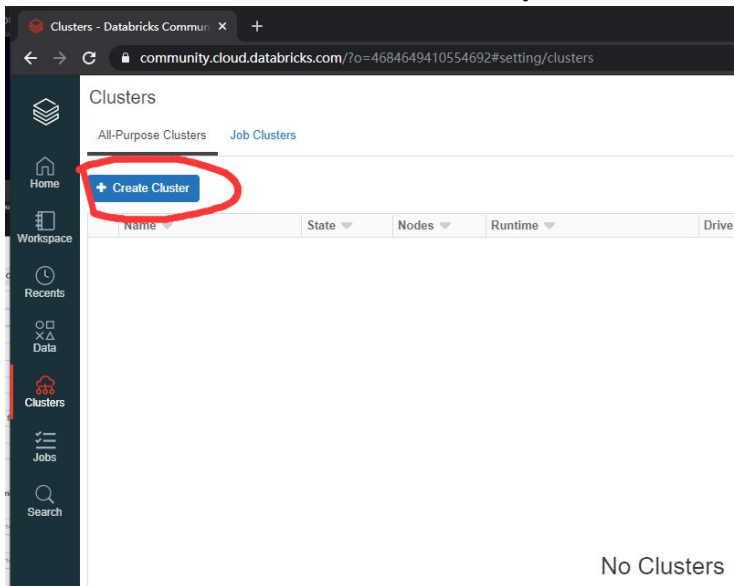 Clusters - Databricks Commun
community.cloud.databricks.com/?o=4684649410554692#setting/clusters
Clusters
All-Purpose Clusters Job Clusters
Home
+ Create Cluster
Name State Nodes Runtime Drive
Workspace
Recents
Data
Clusters
Jobs
Search
No Clusters